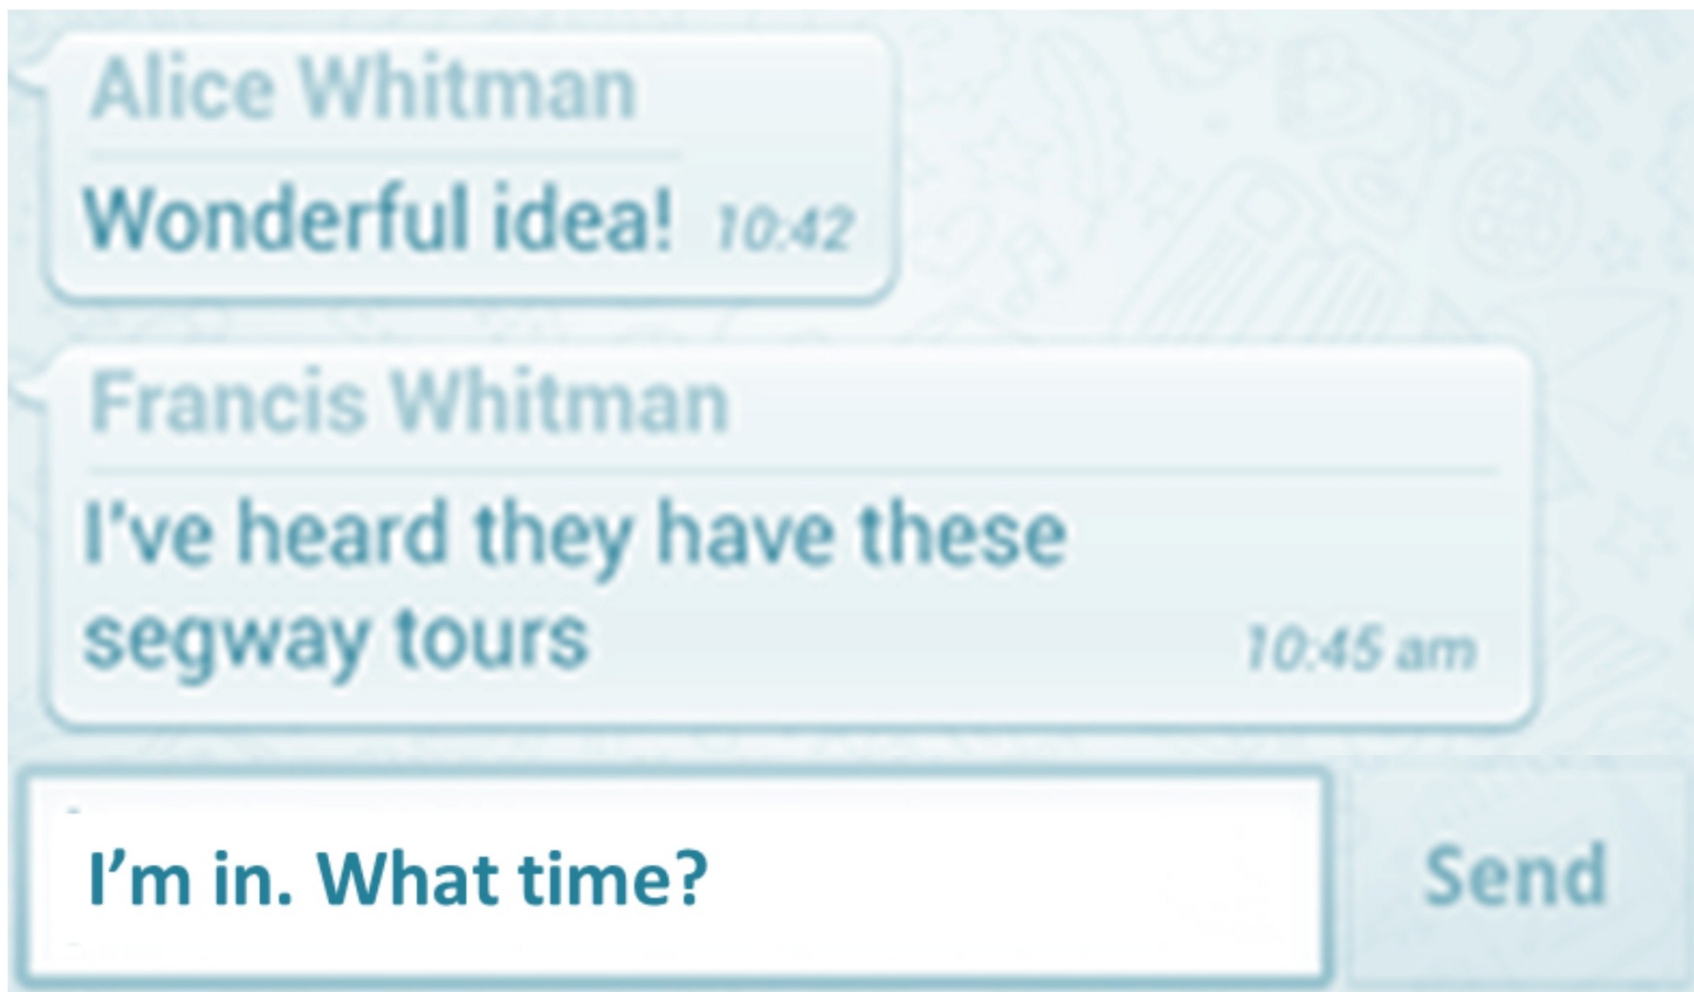 Alice Whitman
Wonderful idea! 10:42
Francis Whitman
I've heard they have these
segway tours 10:45 am
I'm in. What time?
Send